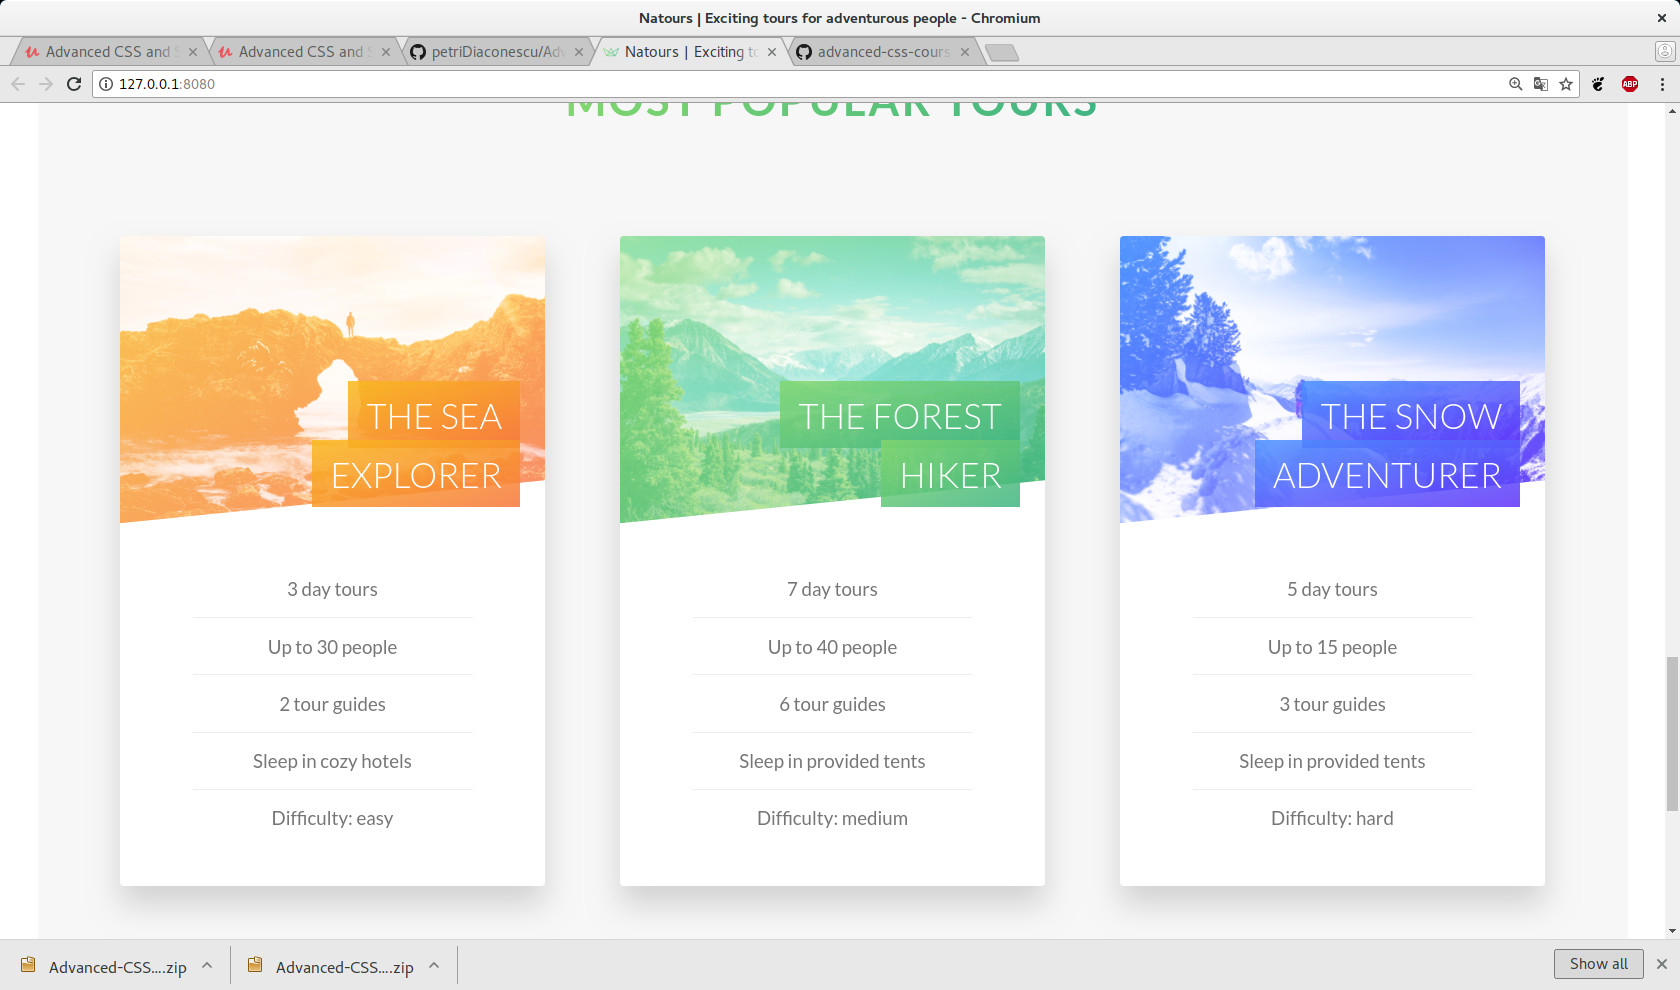 Natours | Exciting tours for adventurous people - Chromium
Advanced CSS and S
Advanced CSS and S
petriDiaconescu/Adv
Natours | Exciting to
advanced-css-cours
127.0.0.1:8080
ABP
MOST POPULAR TOURS
THE SEA
EXPLORER
3 day tours
Up to 30 people
2 tour guides
Sleep in cozy hotels
Difficulty: easy
THE FOREST
HIKER
7 day tours
Up to 40 people
6 tour guides
Sleep in provided tents
Difficulty: medium
THE SNOW
ADVENTURER
5 day tours
Up to 15 people
3 tour guides
Sleep in provided tents
Difficulty: hard
Advanced-CSS....zip
Advanced-CSS....zip
Show all